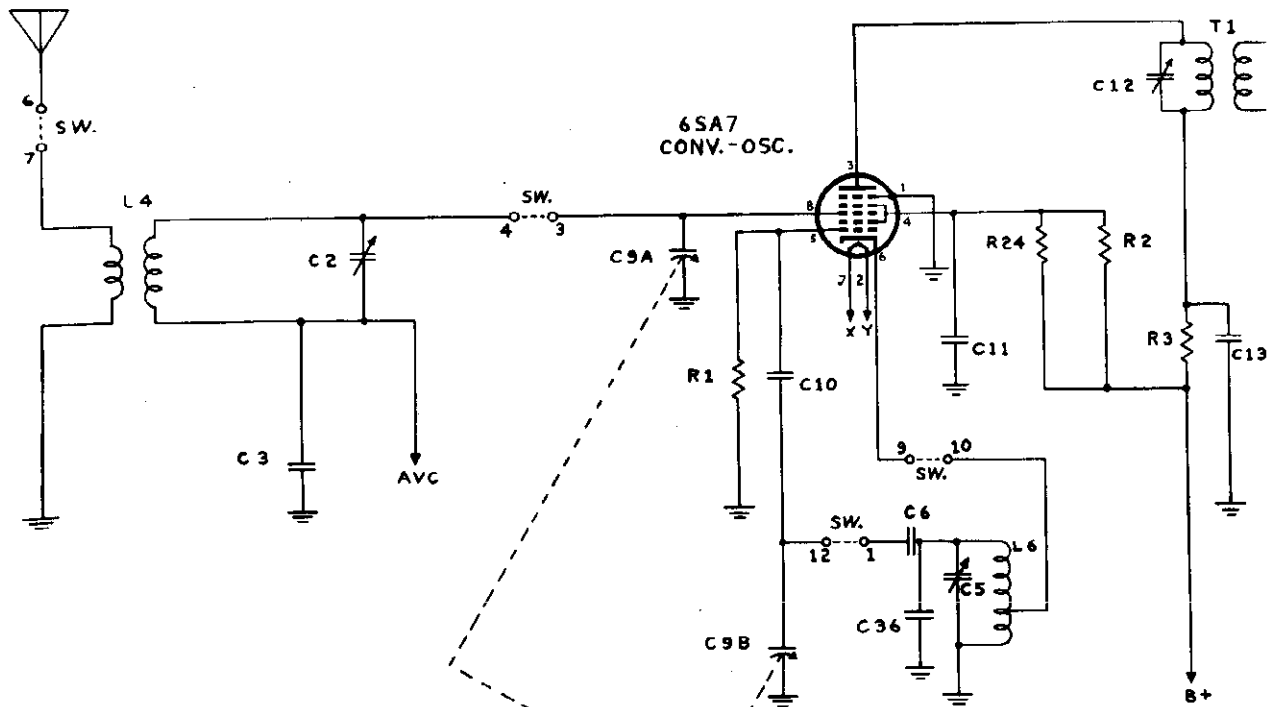 T1
6
SW.
7
C12
6SA7
CONV.-OSC.
3
1
L4
SW.
4
3
8
4
5
6
C2
C9A
R24
R2
7
2
X
Y
R1
C10
C11
R3
C13
C3
AVC
9
10
SW.
C6
SW.
12
1
L6
C5
C36
C9B
B+